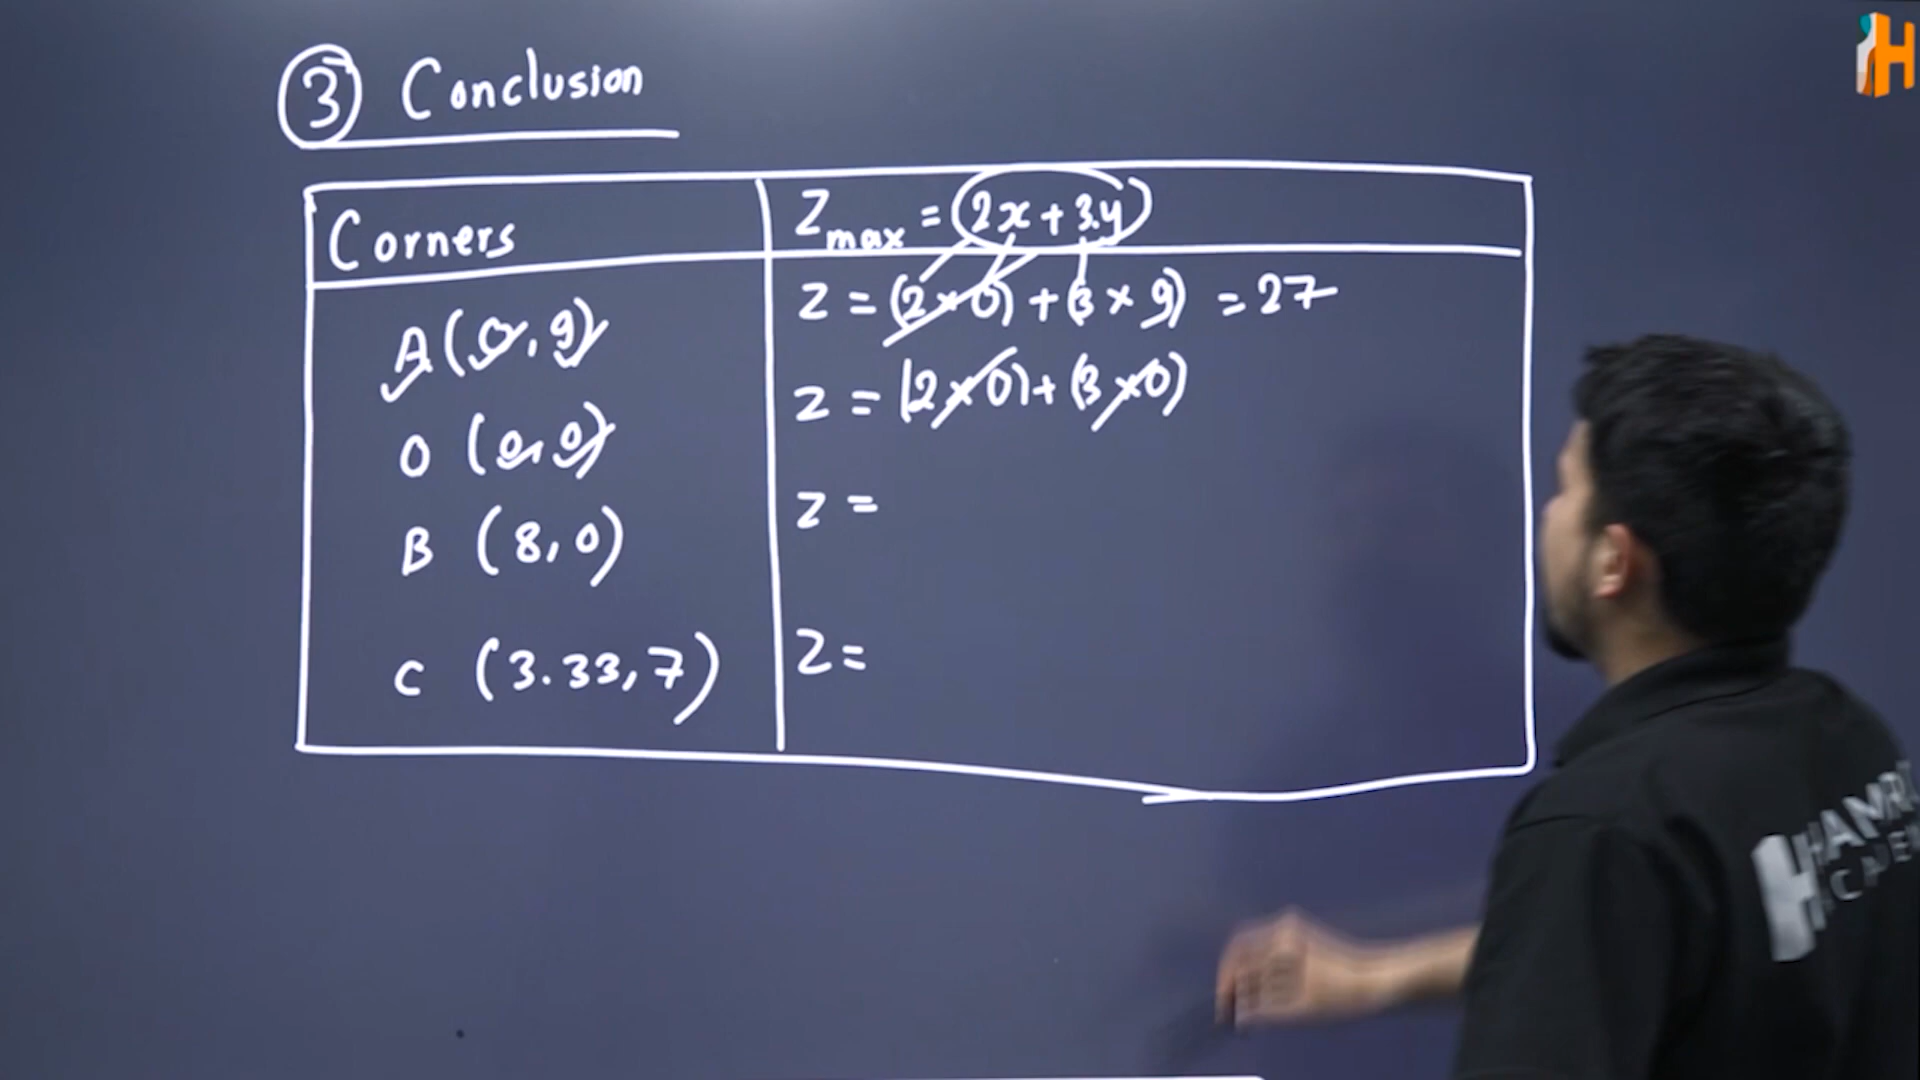 ③ Conclusion
Corners
Zmax = (2x + 3y)
A (0, 9)
z = (2 × 0) + (3 × 9) = 27
O (0, 0)
z = (2 × 0) + (3 × 0)
B (8, 0)
z =
C (3.33, 7)
z =
H